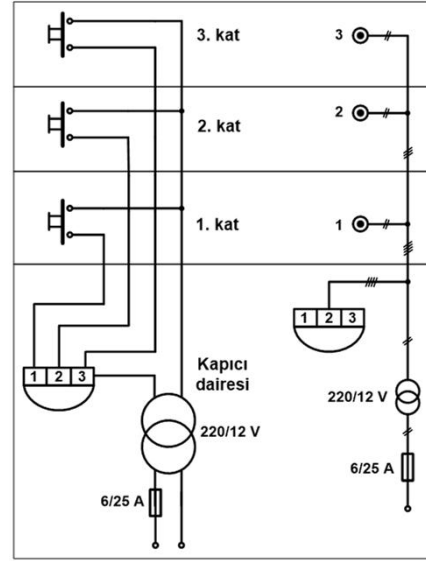 3. kat
3
2. kat
2
1. kat
1
1 2 3
1 2 3
Kapıcı
dairesi
220/12 V
220/12 V
6/25 A
6/25 A